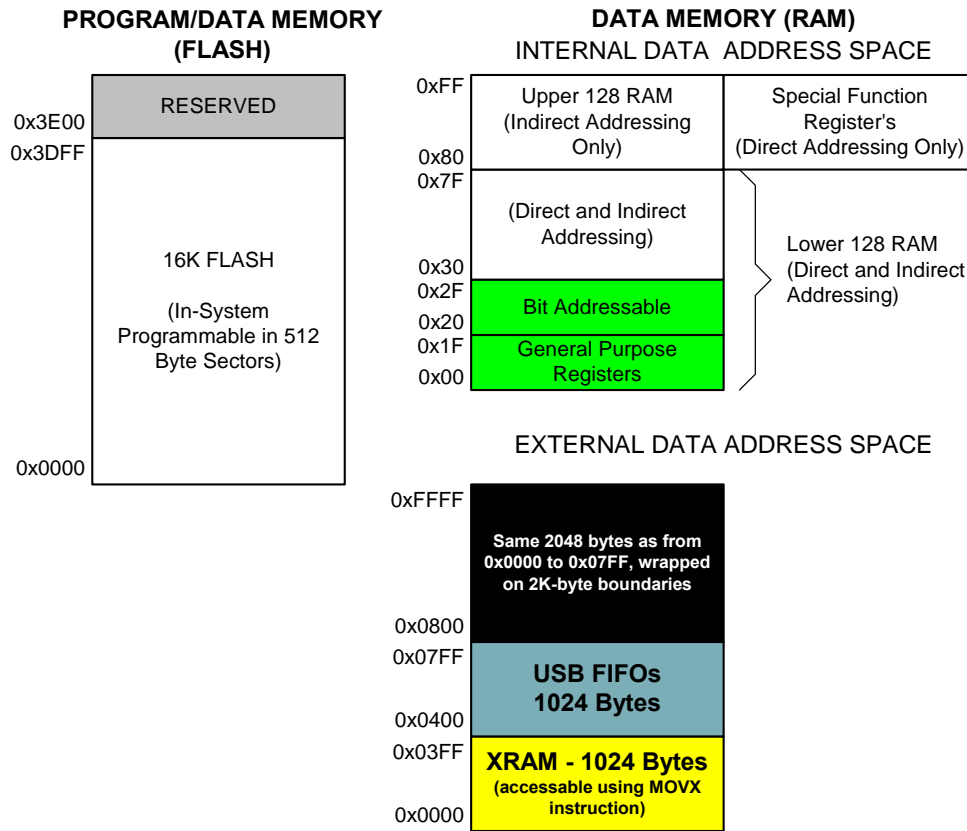 PROGRAM/DATA MEMORY
(FLASH)
RESERVED
0x3E00
0x3DFF
16K FLASH
(In-System
Programmable in 512
Byte Sectors)
0x0000
DATA MEMORY (RAM)
INTERNAL DATA ADDRESS SPACE
0xFF
Upper 128 RAM
(Indirect Addressing
Only)
Special Function
Register's
(Direct Addressing Only)
0x80
0x7F
(Direct and Indirect
Addressing)
0x30
0x2F
Bit Addressable
0x20
0x1F
General Purpose
Registers
0x00
Lower 128 RAM
(Direct and Indirect
Addressing)
EXTERNAL DATA ADDRESS SPACE
0xFFFF
Same 2048 bytes as from
0x0000 to 0x07FF, wrapped
on 2K-byte boundaries
0x0800
0x07FF
USB FIFOs
1024 Bytes
0x0400
0x03FF
XRAM - 1024 Bytes
(accessable using MOVX
instruction)
0x0000